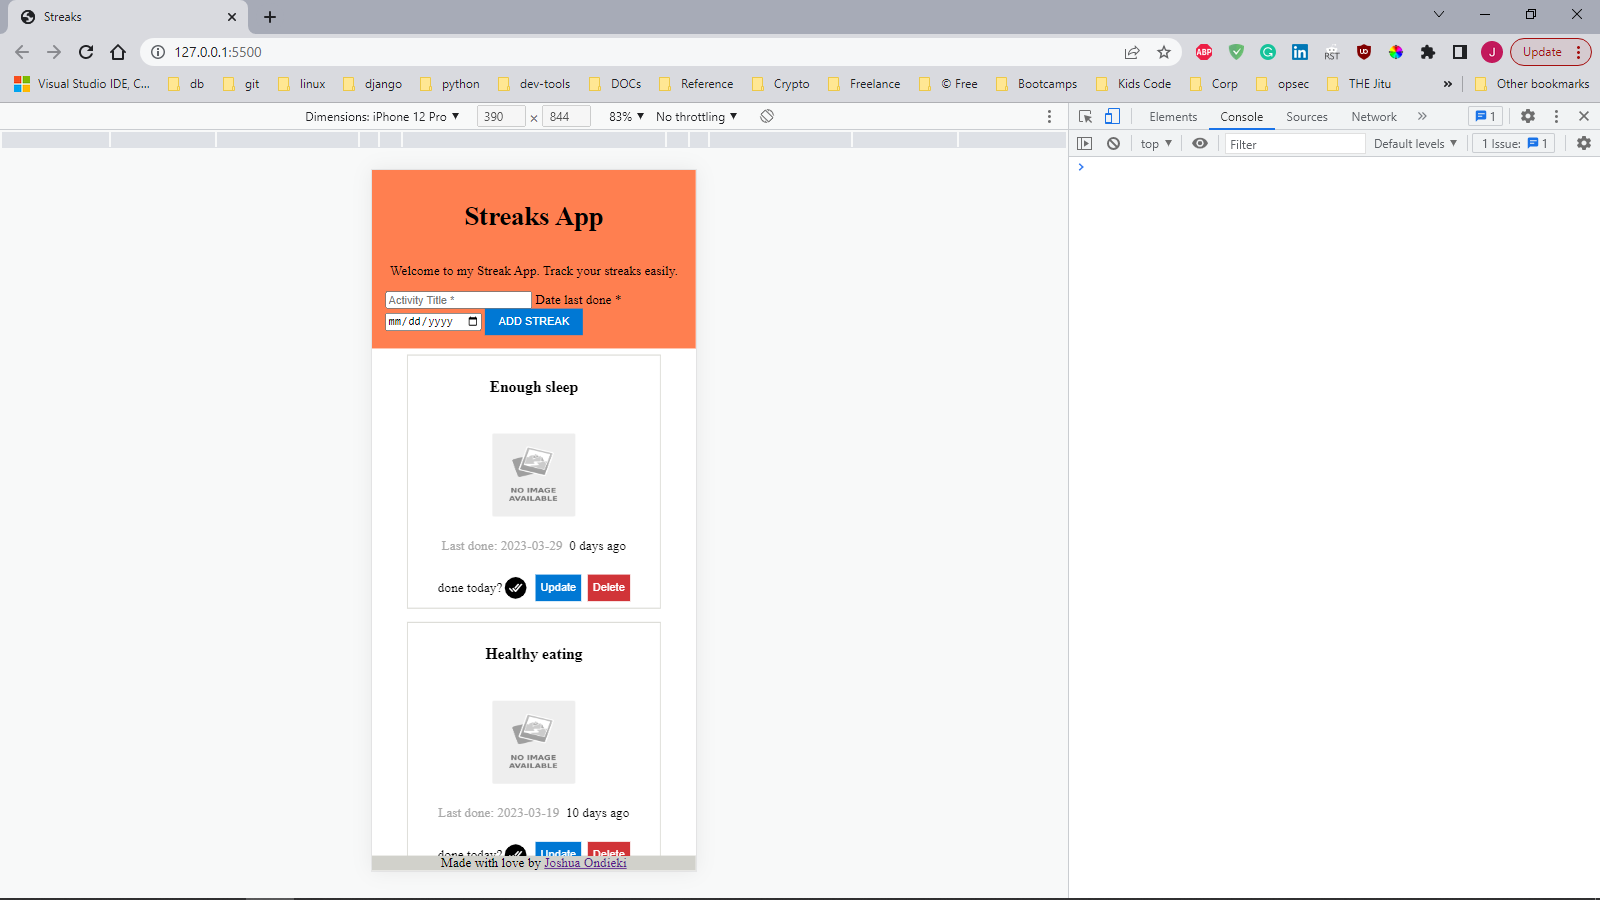 Streaks
127.0.0.1:5500
ABP
RST
J
Update
Visual Studio IDE, C...
db
git
linux
django
python
dev-tools
DOCs
Reference
Crypto
Freelance
© Free
Bootcamps
Kids Code
Corp
opsec
THE Jitu
»
Other bookmarks
Dimensions: iPhone 12 Pro ▼ 390 × 844 83% ▼ No throttling ▼
Elements Console Sources Network » 1
top ▼ Filter Default levels ▼ 1 Issue: 1
Streaks App
Welcome to my Streak App. Track your streaks easily.
Activity Title * Date last done *
mm/dd/yyyy ADD STREAK
Enough sleep
NO IMAGE
AVAILABLE
Last done: 2023-03-29 0 days ago
done today? Update Delete
Healthy eating
NO IMAGE
AVAILABLE
Last done: 2023-03-19 10 days ago
done today? Update Delete
Made with love by Joshua Ondieki